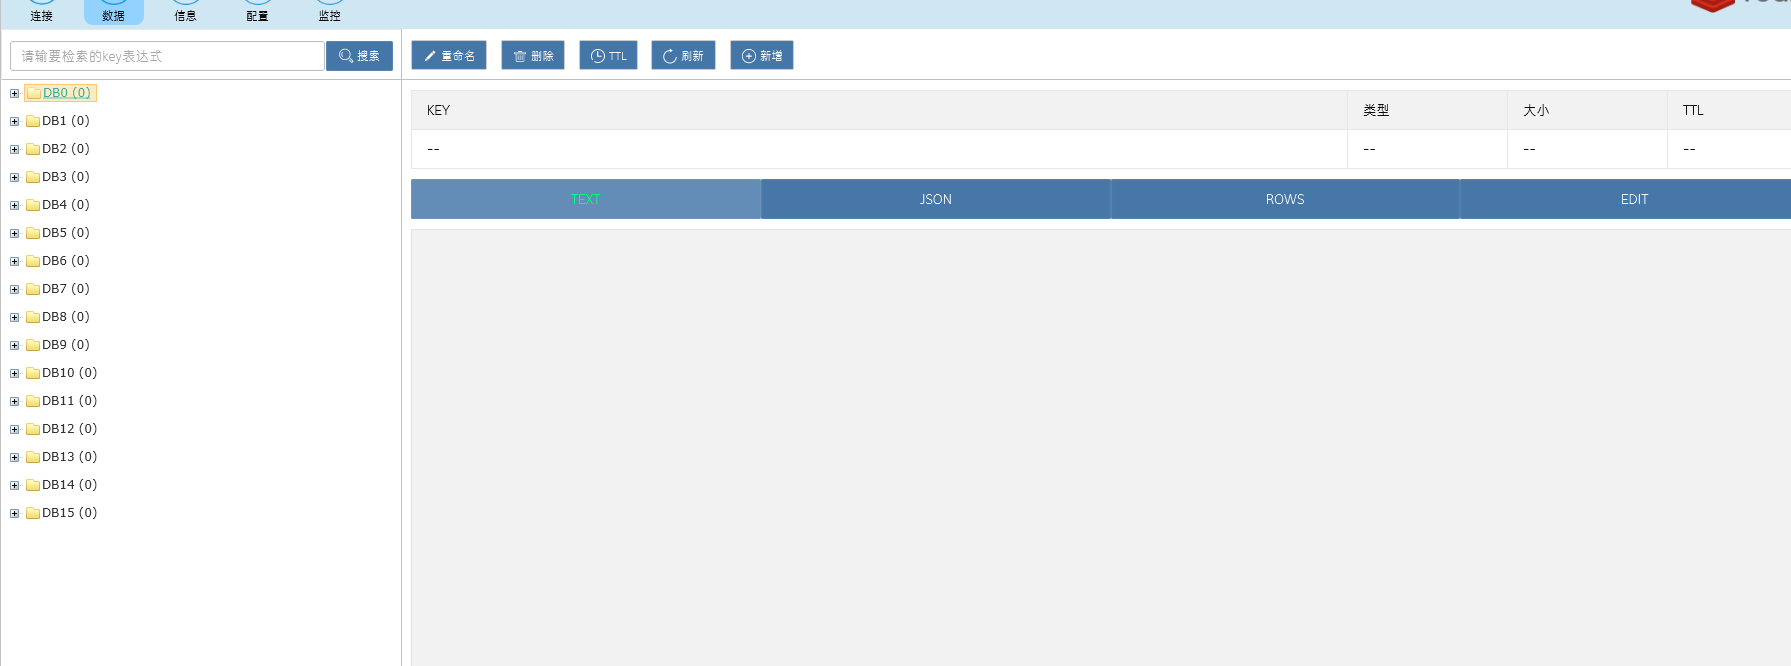 连接 数据 信息 配置 监控
请输要检索的key表达式 搜索 重命名 删除 TTL 刷新 新增
DB0 (0)
DB1 (0)
DB2 (0)
DB3 (0)
DB4 (0)
DB5 (0)
DB6 (0)
DB7 (0)
DB8 (0)
DB9 (0)
DB10 (0)
DB11 (0)
DB12 (0)
DB13 (0)
DB14 (0)
DB15 (0)
KEY 类型 大小 TTL
-- -- -- --
TEXT JSON ROWS EDIT